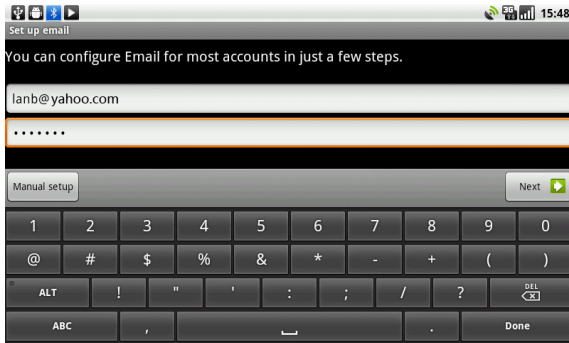 3G 15:48
Set up email
You can configure Email for most accounts in just a few steps.
lanb@yahoo.com
•••••••
Manual setup Next
1 2 3 4 5 6 7 8 9 0
@ # $ % & * - + ( )
ALT ! " ' : ; / ? DEL
ABC , . Done